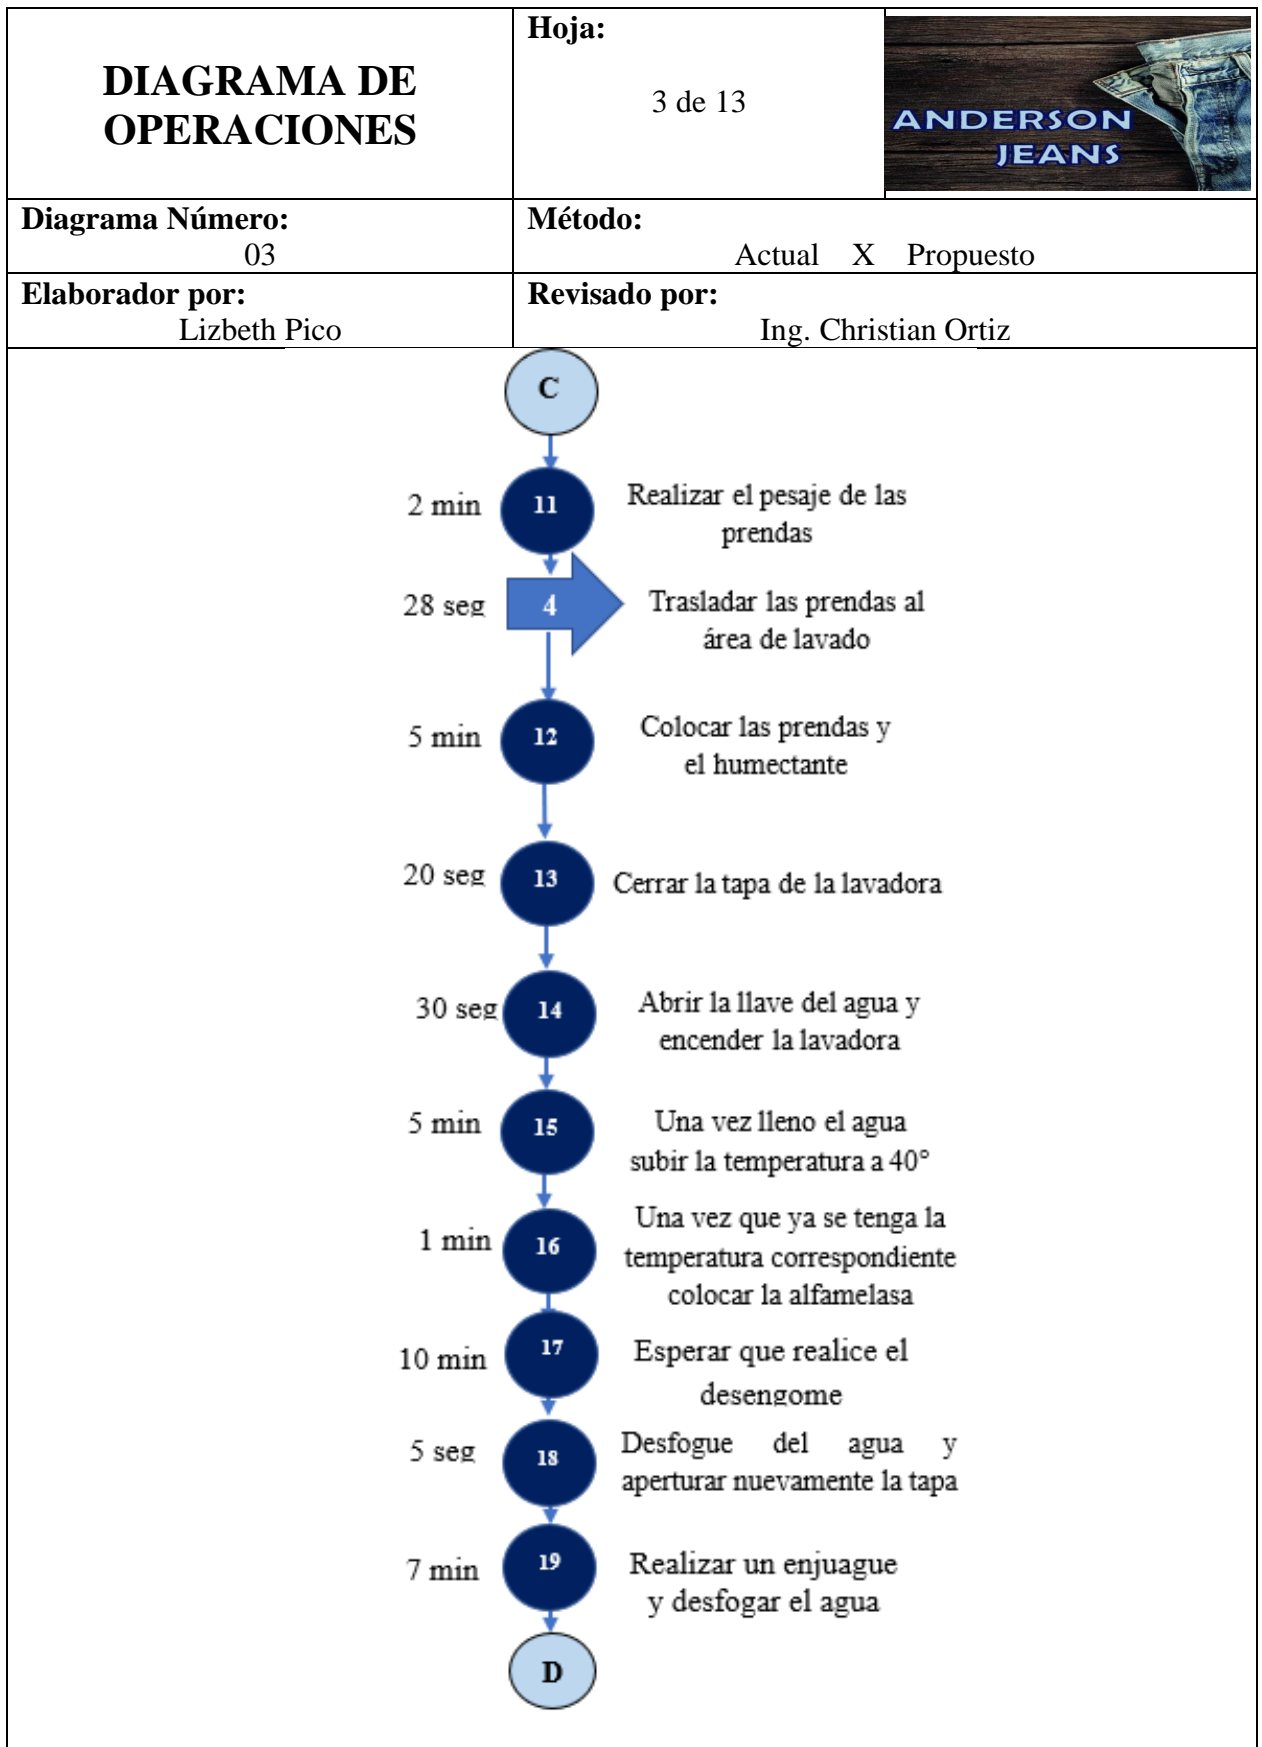 DIAGRAMA DE
OPERACIONES
Hoja:
3 de 13
ANDERSON
JEANS
Diagrama Número:
03
Método:
Actual X Propuesto
Elaborador por:
Lizbeth Pico
Revisado por:
Ing. Christian Ortiz
C
2 min
11
Realizar el pesaje de las
prendas
28 seg
4
Trasladar las prendas al
área de lavado
5 min
12
Colocar las prendas y
el humectante
20 seg
13
Cerrar la tapa de la lavadora
30 seg
14
Abrir la llave del agua y
encender la lavadora
5 min
15
Una vez lleno el agua
subir la temperatura a 40°
1 min
16
Una vez que ya se tenga la
temperatura correspondiente
colocar la alfamelasa
10 min
17
Esperar que realice el
desengome
5 seg
18
Desfogue del agua y
aperturar nuevamente la tapa
7 min
19
Realizar un enjuague
y desfogar el agua
D